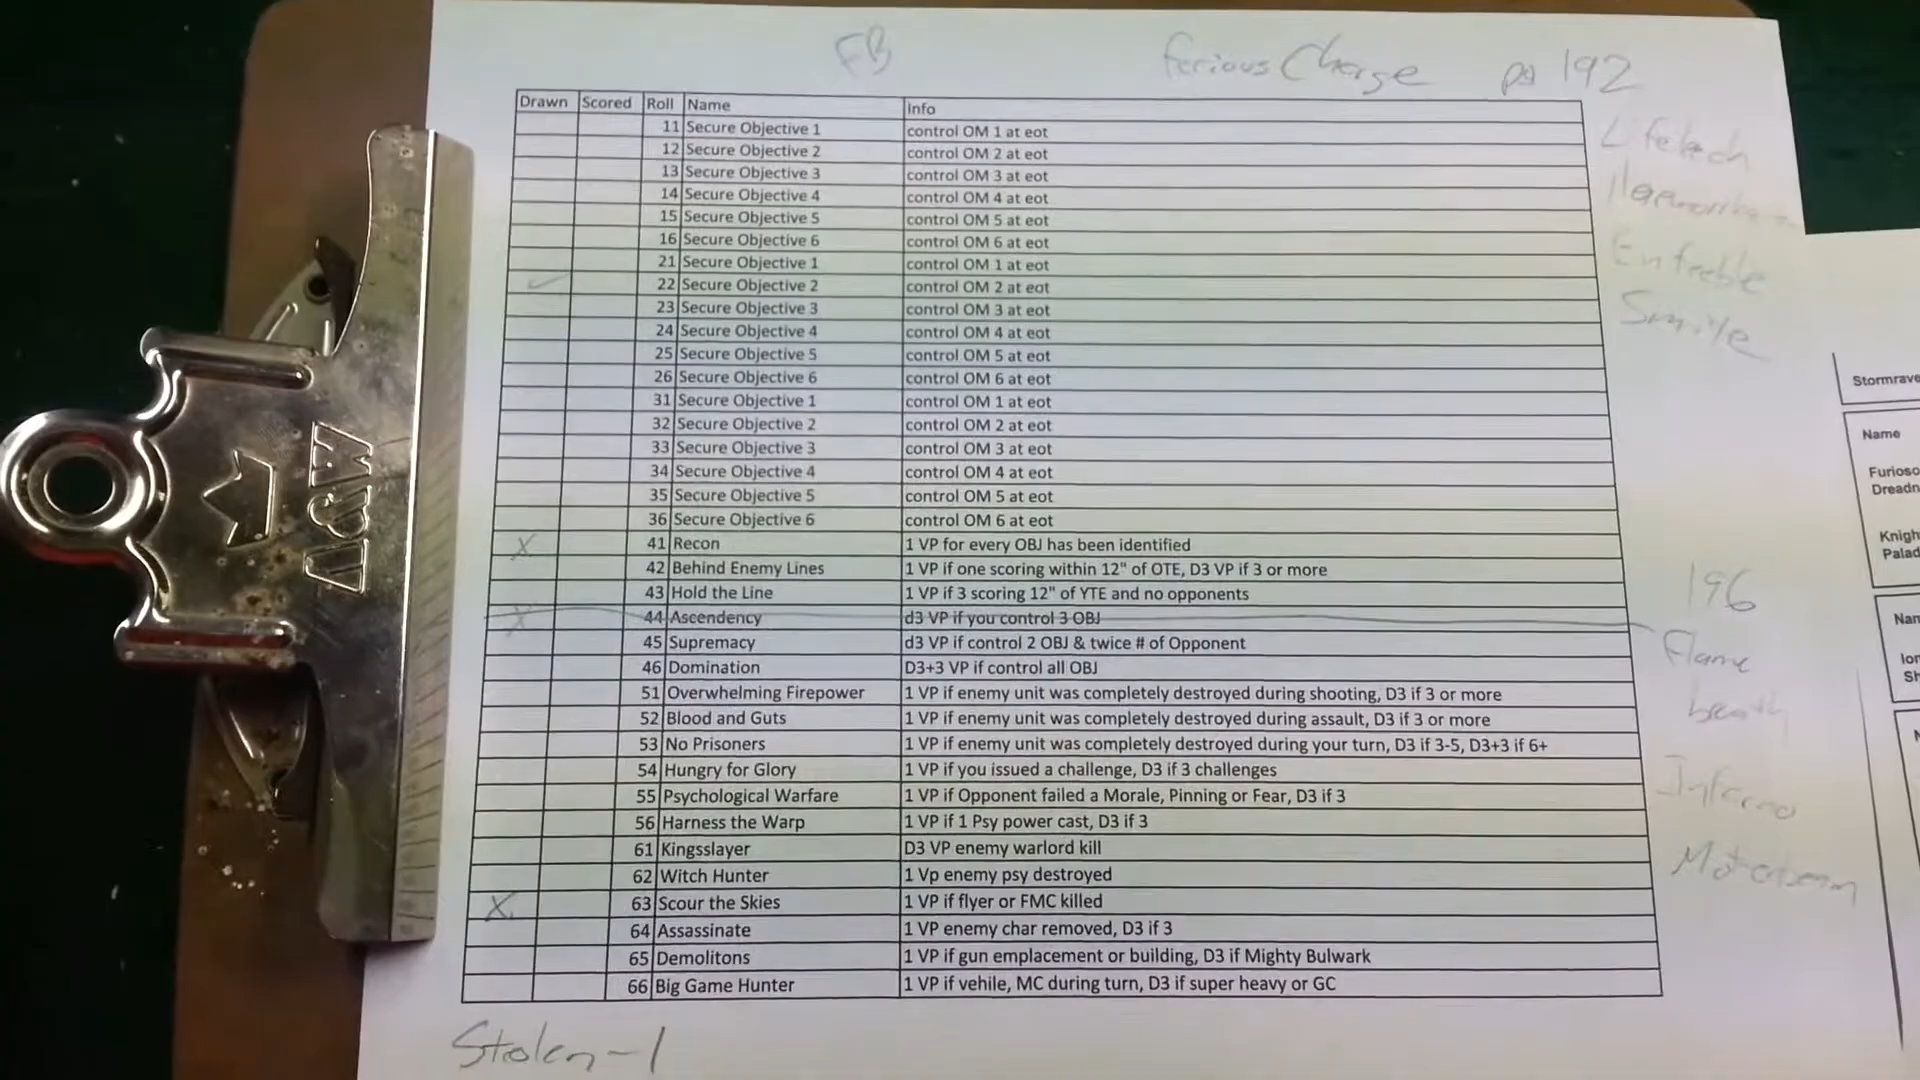 FB
Ferious Charge pg 192
Drawn Scored Roll Name Info
11 Secure Objective 1 control OM 1 at eot
12 Secure Objective 2 control OM 2 at eot
13 Secure Objective 3 control OM 3 at eot
14 Secure Objective 4 control OM 4 at eot
15 Secure Objective 5 control OM 5 at eot
16 Secure Objective 6 control OM 6 at eot
21 Secure Objective 1 control OM 1 at eot
22 Secure Objective 2 control OM 2 at eot
23 Secure Objective 3 control OM 3 at eot
24 Secure Objective 4 control OM 4 at eot
25 Secure Objective 5 control OM 5 at eot
26 Secure Objective 6 control OM 6 at eot
31 Secure Objective 1 control OM 1 at eot
32 Secure Objective 2 control OM 2 at eot
33 Secure Objective 3 control OM 3 at eot
34 Secure Objective 4 control OM 4 at eot
35 Secure Objective 5 control OM 5 at eot
36 Secure Objective 6 control OM 6 at eot
X 41 Recon 1 VP for every OBJ has been identified
42 Behind Enemy Lines 1 VP if one scoring within 12" of OTE, D3 VP if 3 or more
43 Hold the Line 1 VP if 3 scoring 12" of YTE and no opponents
X 44 Ascendency d3 VP if you control 3 OBJ
45 Supremacy d3 VP if control 2 OBJ & twice # of Opponent
46 Domination D3+3 VP if control all OBJ
51 Overwhelming Firepower 1 VP if enemy unit was completely destroyed during shooting, D3 if 3 or more
52 Blood and Guts 1 VP if enemy unit was completely destroyed during assault, D3 if 3 or more
53 No Prisoners 1 VP if enemy unit was completely destroyed during your turn, D3 if 3-5, D3+3 if 6+
54 Hungry for Glory 1 VP if you issued a challenge, D3 if 3 challenges
55 Psychological Warfare 1 VP if Opponent failed a Morale, Pinning or Fear, D3 if 3
56 Harness the Warp 1 VP if 1 Psy power cast, D3 if 3
61 Kingsslayer D3 VP enemy warlord kill
62 Witch Hunter 1 Vp enemy psy destroyed
X 63 Scour the Skies 1 VP if flyer or FMC killed
64 Assassinate 1 VP enemy char removed, D3 if 3
65 Demolitons 1 VP if gun emplacement or building, D3 if Mighty Bulwark
66 Big Game Hunter 1 VP if vehile, MC during turn, D3 if super heavy or GC
Stolen-1
Enfeeble
Smite
196
Flame
breath
Inferno
Stormrave
Name
Furioso
Dreadn
Knigh
Palad
Nan
Ior
Sh